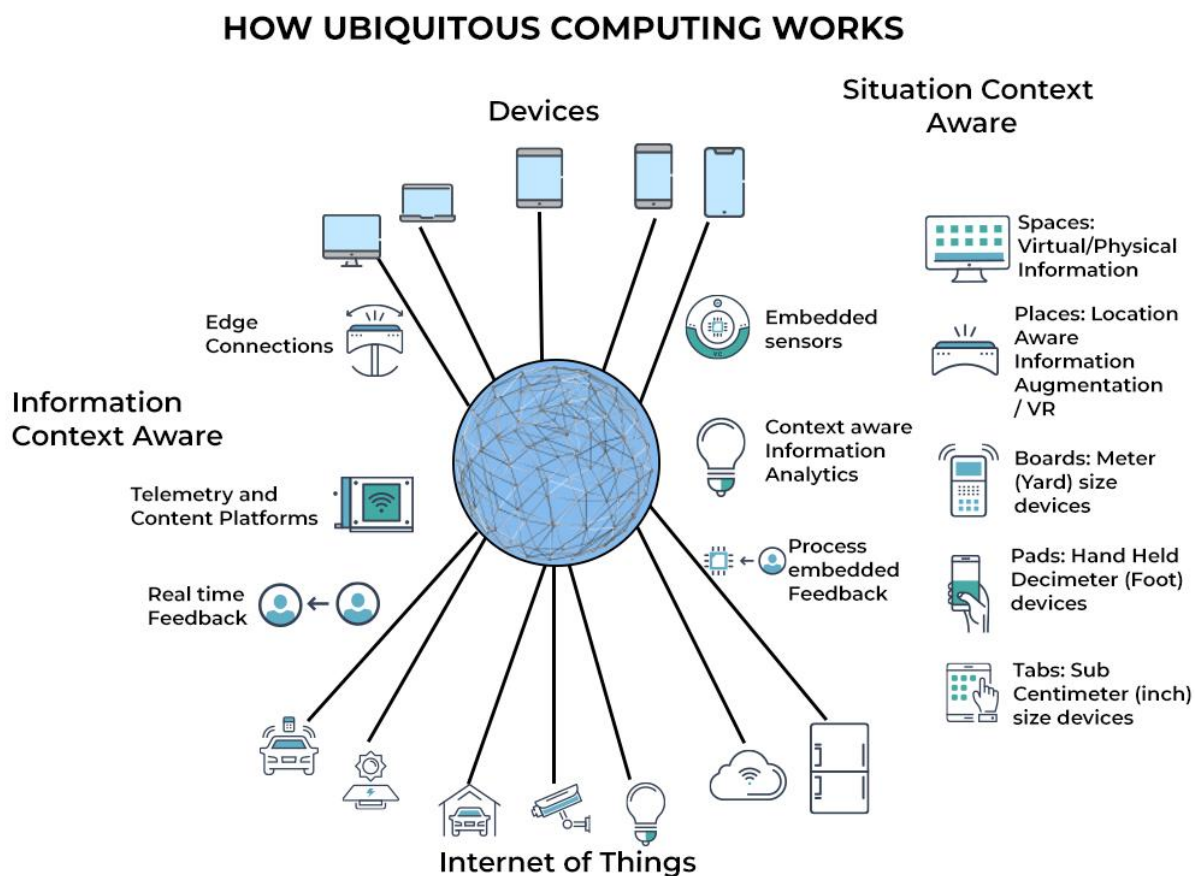 HOW UBIQUITOUS COMPUTING WORKS
Devices
Situation Context
Aware
Edge
Connections
Information
Context Aware
Telemetry and
Content Platforms
Real time
Feedback
Embedded
sensors
Context aware
Information
Analytics
Process
embedded
Feedback
Spaces:
Virtual/Physical
Information
Places: Location
Aware
Information
Augmentation
/ VR
Boards: Meter
(Yard) size
devices
Pads: Hand Held
Decimeter (Foot)
devices
Tabs: Sub
Centimeter (inch)
size devices
Internet of Things